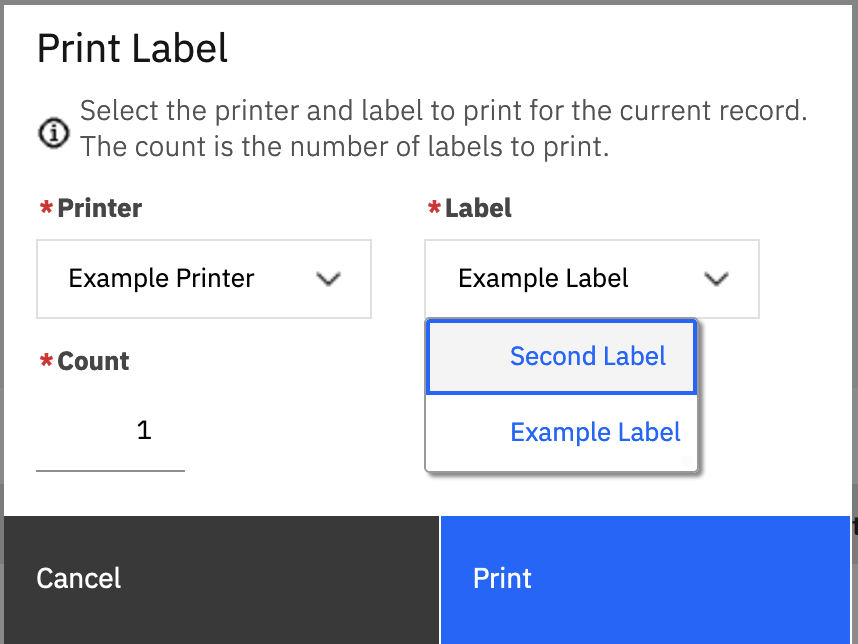 Print Label
Select the printer and label to print for the current record.
The count is the number of labels to print.
*Printer
*Label
Example Printer
Example Label
*Count
Second Label
1
Example Label
Cancel
Print